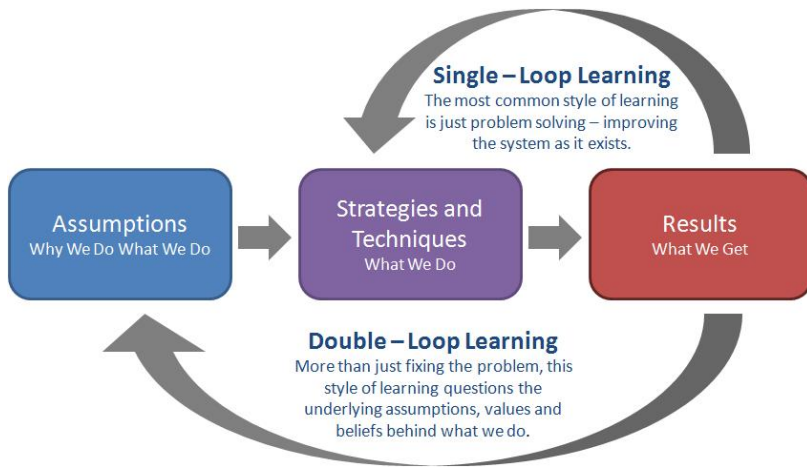 Single – Loop Learning
The most common style of learning
is just problem solving – improving
the system as it exists.
Assumptions
Why We Do What We Do
Strategies and
Techniques
What We Do
Results
What We Get
Double – Loop Learning
More than just fixing the problem, this
style of learning questions the
underlying assumptions, values and
beliefs behind what we do.